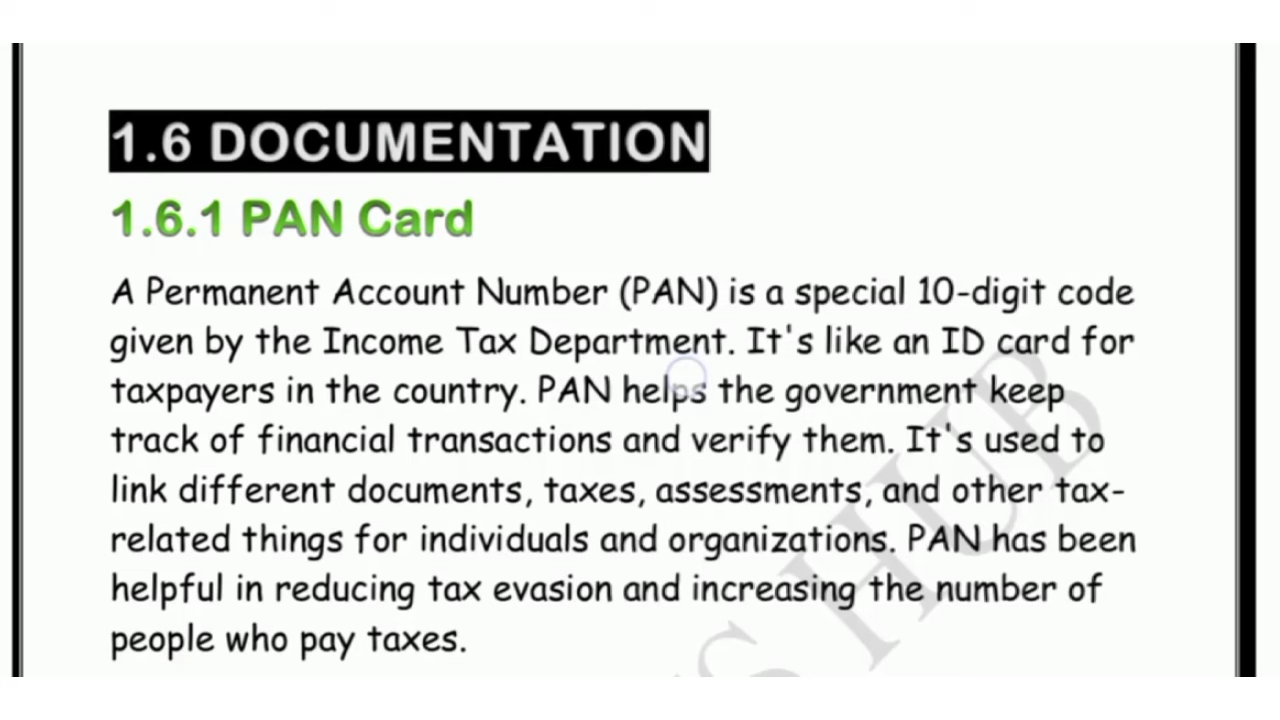 1.6 DOCUMENTATION
1.6.1 PAN Card
A Permanent Account Number (PAN) is a special 10-digit code
given by the Income Tax Department. It's like an ID card for
taxpayers in the country. PAN helps the government keep
track of financial transactions and verify them. It's used to
link different documents, taxes, assessments, and other tax-
related things for individuals and organizations. PAN has been
helpful in reducing tax evasion and increasing the number of
people who pay taxes.
HUB